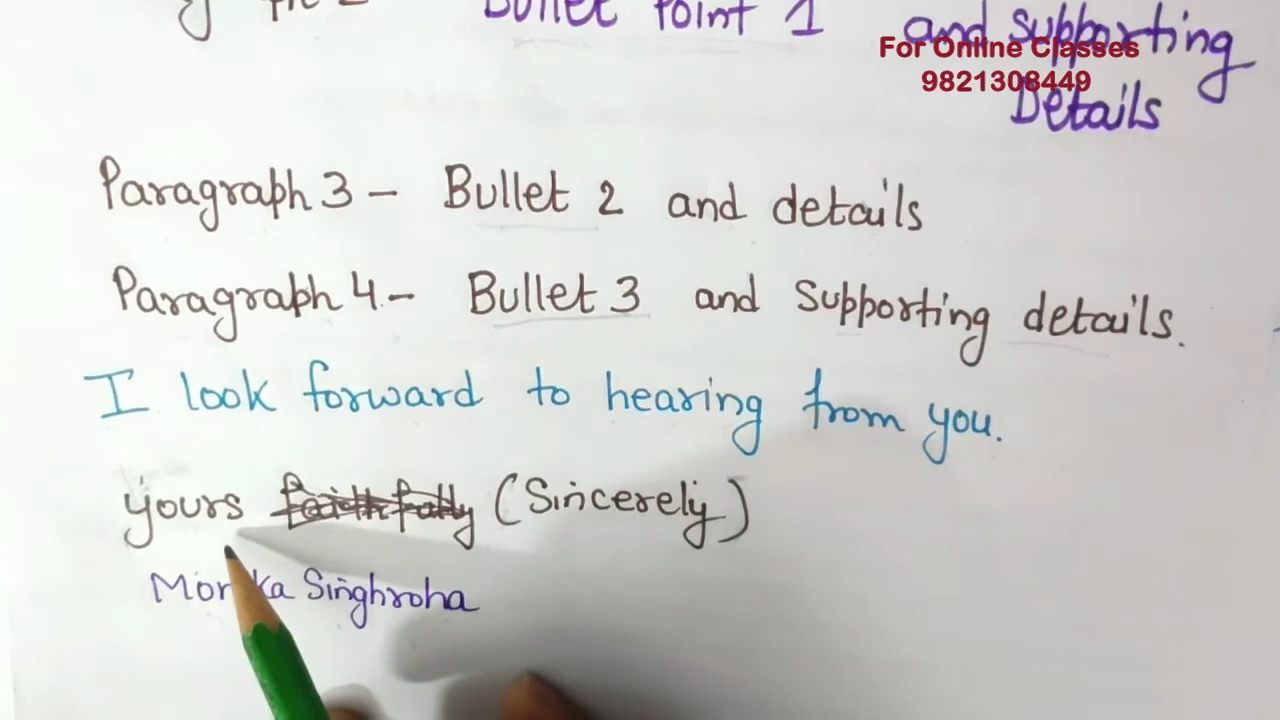 Bullet Point 1 and supporting
For Online Classes
9821308449
Details
Paragraph 3 - Bullet 2 and details
Paragraph 4.- Bullet 3 and Supporting details.
I look forward to hearing from you.
yours faithfully (Sincerely)
Singhroha